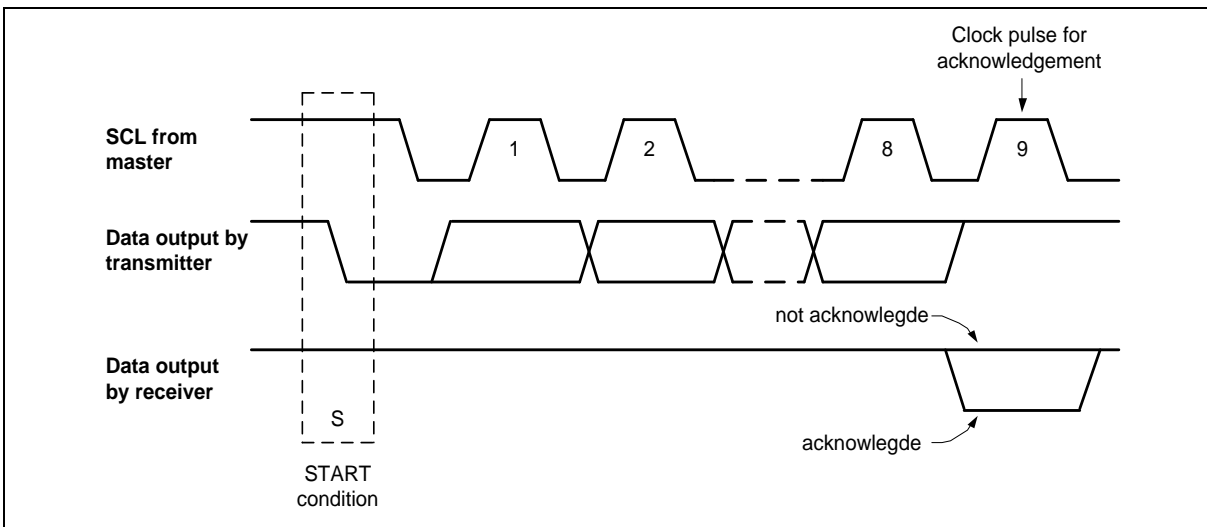 Clock pulse for
acknowledgement
SCL from
master
1
2
8
9
Data output by
transmitter
not acknowlegde
Data output
by receiver
S
acknowlegde
START
condition